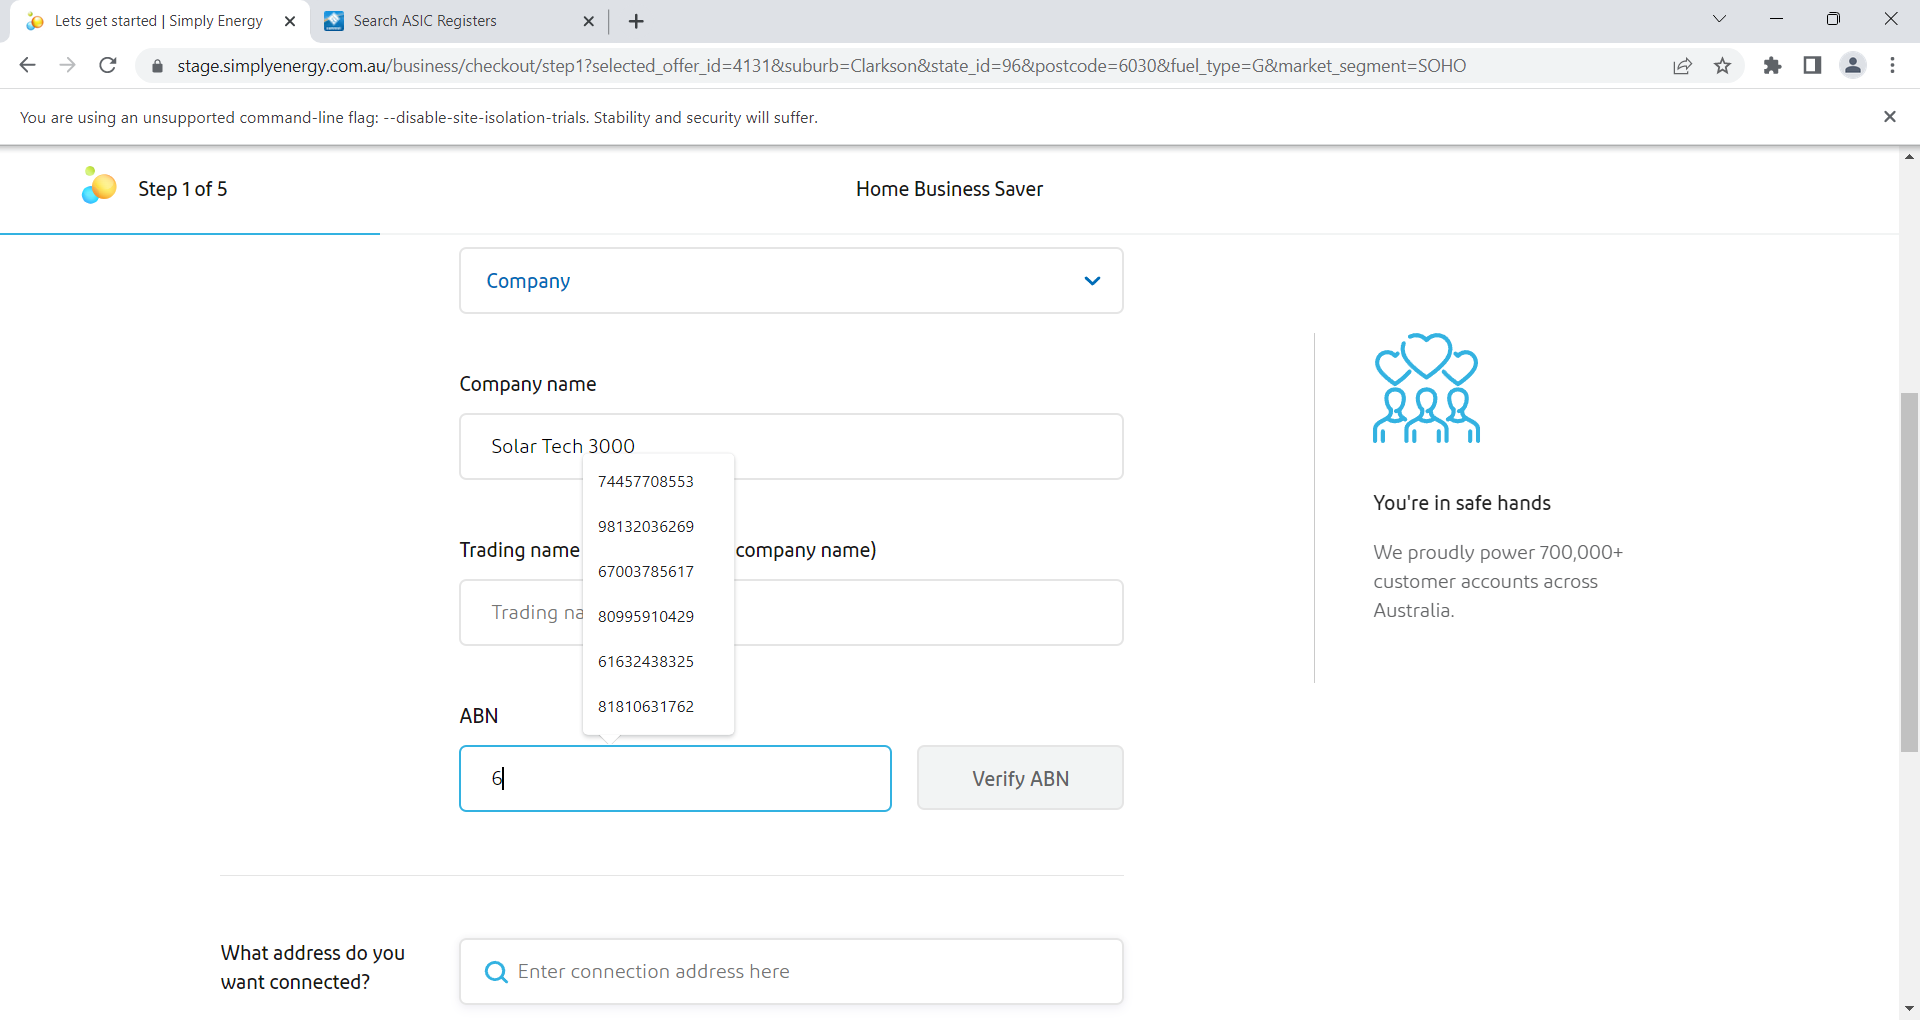 Lets get started | Simply Energy
Search ASIC Registers
stage.simplyenergy.com.au/business/checkout/step1?selected_offer_id=4131&suburb=Clarkson&state_id=96&postcode=6030&fuel_type=G&market_segment=SOHO
You are using an unsupported command-line flag: --disable-site-isolation-trials. Stability and security will suffer.
Step 1 of 5
Home Business Saver
Company
Company name
Solar Tech 3000
74457708553
98132036269
67003785617
80995910429
61632438325
81810631762
Trading name
company name)
Trading na
ABN
6
Verify ABN
You're in safe hands
We proudly power 700,000+
customer accounts across
Australia.
What address do you
want connected?
Enter connection address here